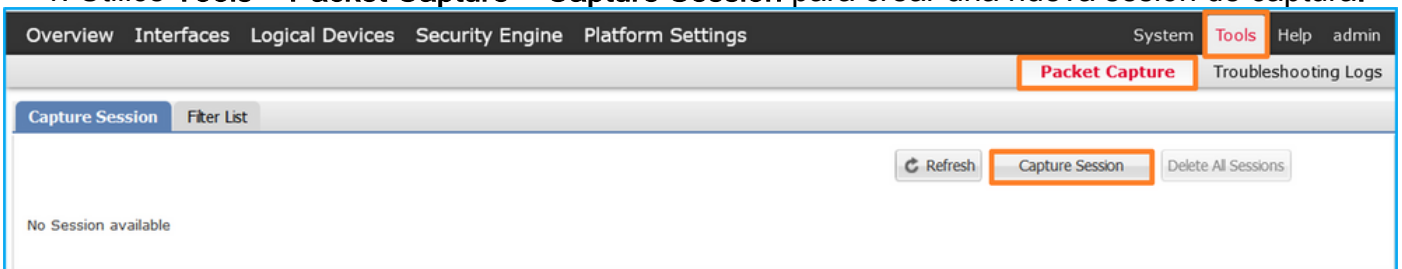 1. Utilice Tools > Packet Capture > Capture Session para crear una nueva sesión de captura:
Overview Interfaces Logical Devices Security Engine Platform Settings System Tools Help admin
Packet Capture Troubleshooting Logs
Capture Session Filter List
Refresh Capture Session Delete All Sessions
No Session available